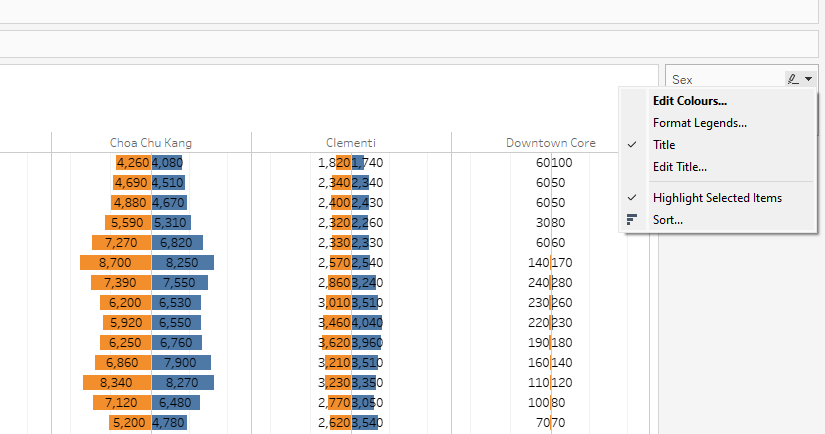 Sex
Edit Colours...
Format Legends...
Title
Edit Title...
Highlight Selected Items
Sort...
Choa Chu Kang Clementi Downtown Core
4,260 4,080 1,820 1,740 60 100
4,690 4,510 2,340 2,340 60 50
4,880 4,670 2,400 2,430 60 50
5,590 5,310 2,320 2,260 30 80
7,270 6,820 2,330 2,330 60 60
8,700 8,250 2,570 2,540 140 170
7,390 7,550 2,860 3,240 240 280
6,200 6,530 3,010 3,510 230 260
5,920 6,550 3,460 4,040 220 230
6,250 6,760 3,620 3,960 190 180
6,860 7,900 3,210 3,510 160 140
8,340 8,270 3,230 3,350 110 120
7,120 6,480 2,770 3,050 100 80
5,200 4,780 2,620 3,540 70 70